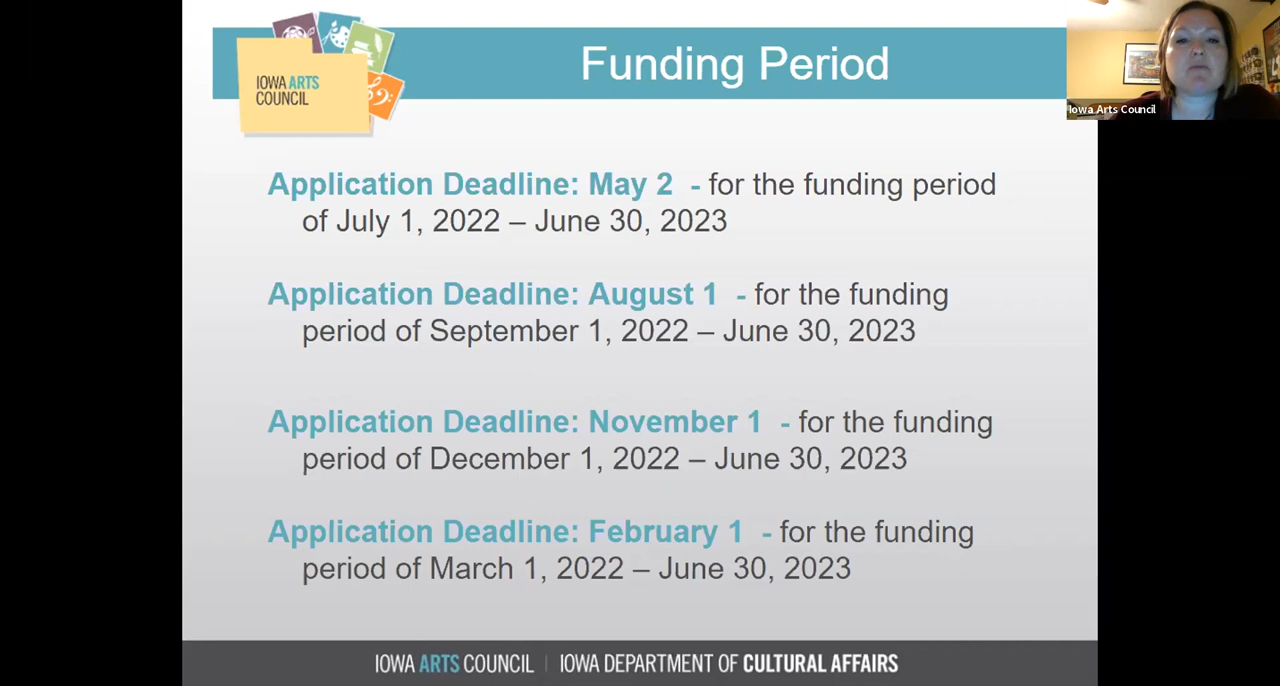 IOWA ARTS
COUNCIL
Funding Period
Iowa Arts Council
Application Deadline: May 2 - for the funding period
of July 1, 2022 – June 30, 2023
Application Deadline: August 1 - for the funding
period of September 1, 2022 – June 30, 2023
Application Deadline: November 1 - for the funding
period of December 1, 2022 – June 30, 2023
Application Deadline: February 1 - for the funding
period of March 1, 2022 – June 30, 2023
IOWA ARTS COUNCIL | IOWA DEPARTMENT OF CULTURAL AFFAIRS